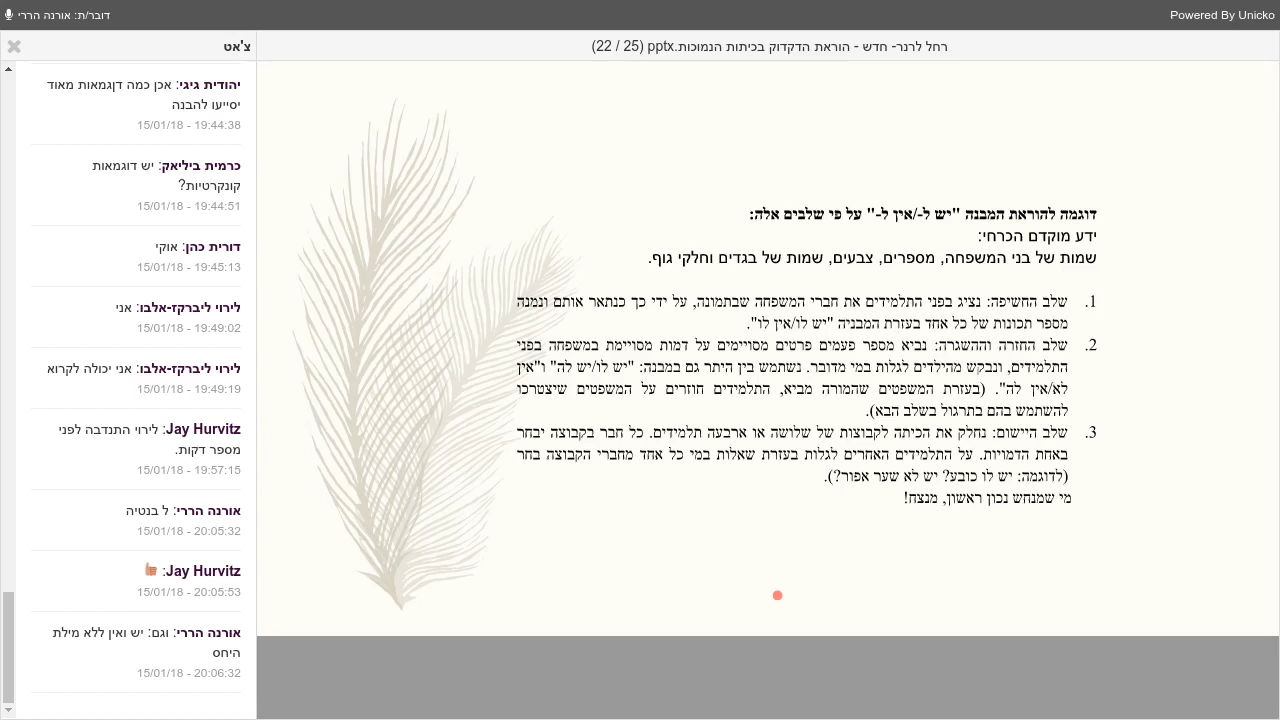 דובר/ת: אורנה הררי
Powered By Unicko
צ'אט
רחל לרנר- חדש - הוראת הדקדוק בכיתות הנמוכות.pptx (22 / 25)
יהודית גיגי: אכן כמה דןגמאות מאוד
יסייעו להבנה
15/01/18 - 19:44:38
כרמית ביליאק: יש דוגמאות
קונקרטיות?
15/01/18 - 19:44:51
דורית כהן: אוקי
15/01/18 - 19:45:13
לירוי ליברקז-אלבו: אני
15/01/18 - 19:49:02
לירוי ליברקז-אלבו: אני יכולה לקרוא
15/01/18 - 19:49:19
Jay Hurvitz: לירוי התנדבה לפני
מספר דקות.
15/01/18 - 19:57:15
אורנה הררי: ל בנטיה
15/01/18 - 20:05:32
Jay Hurvitz:
15/01/18 - 20:05:53
אורנה הררי: וגם: יש ואין ללא מילת
היחס
15/01/18 - 20:06:32
דוגמה להוראת המבנה "יש ל-/אין ל-" על פי שלבים אלה:
ידע מוקדם הכרחי:
שמות של בני המשפחה, מספרים, צבעים, שמות של בגדים וחלקי גוף.
1. שלב החשיפה: נציג בפני התלמידים את חברי המשפחה שבתמונה, על ידי כך כנתאר אותם ונמנה
מספר תכונות של כל אחד בעזרת המבניה "יש לו/אין לו".
2. שלב החזרה וההשגרה: נביא מספר פעמים פרטים מסויימים על דמות מסויימת במשפחה בפני
התלמידים, ונבקש מהילדים לגלות במי מדובר. נשתמש בין היתר גם במבנה: "יש לו/יש לה" ו"אין
לא/אין לה". (בעזרת המשפטים שהמורה מביא, התלמידים חוזרים על המשפטים שיצטרכו
להשתמש בהם בתרגול בשלב הבא).
3. שלב היישום: נחלק את הכיתה לקבוצות של שלושה או ארבעה תלמידים. כל חבר בקבוצה יבחר
באחת הדמויות. על התלמידים האחרים לגלות בעזרת שאלות במי כל אחד מחברי הקבוצה בחר
(לדוגמה: יש לו כובע? יש לא שער אפור?).
מי שמנחש נכון ראשון, מנצח!